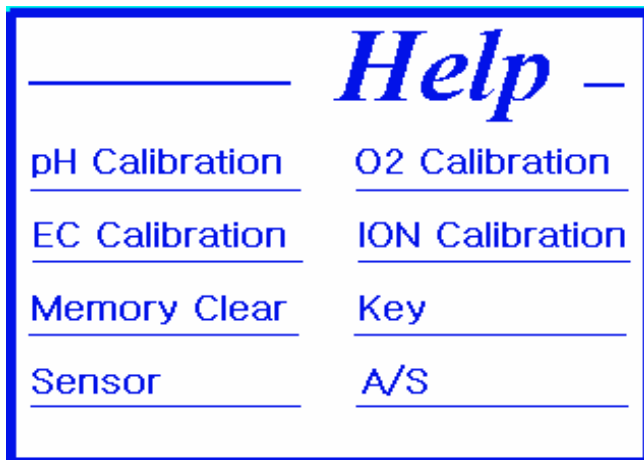 Help
pH Calibration
O2 Calibration
EC Calibration
ION Calibration
Memory Clear
Key
Sensor
A/S